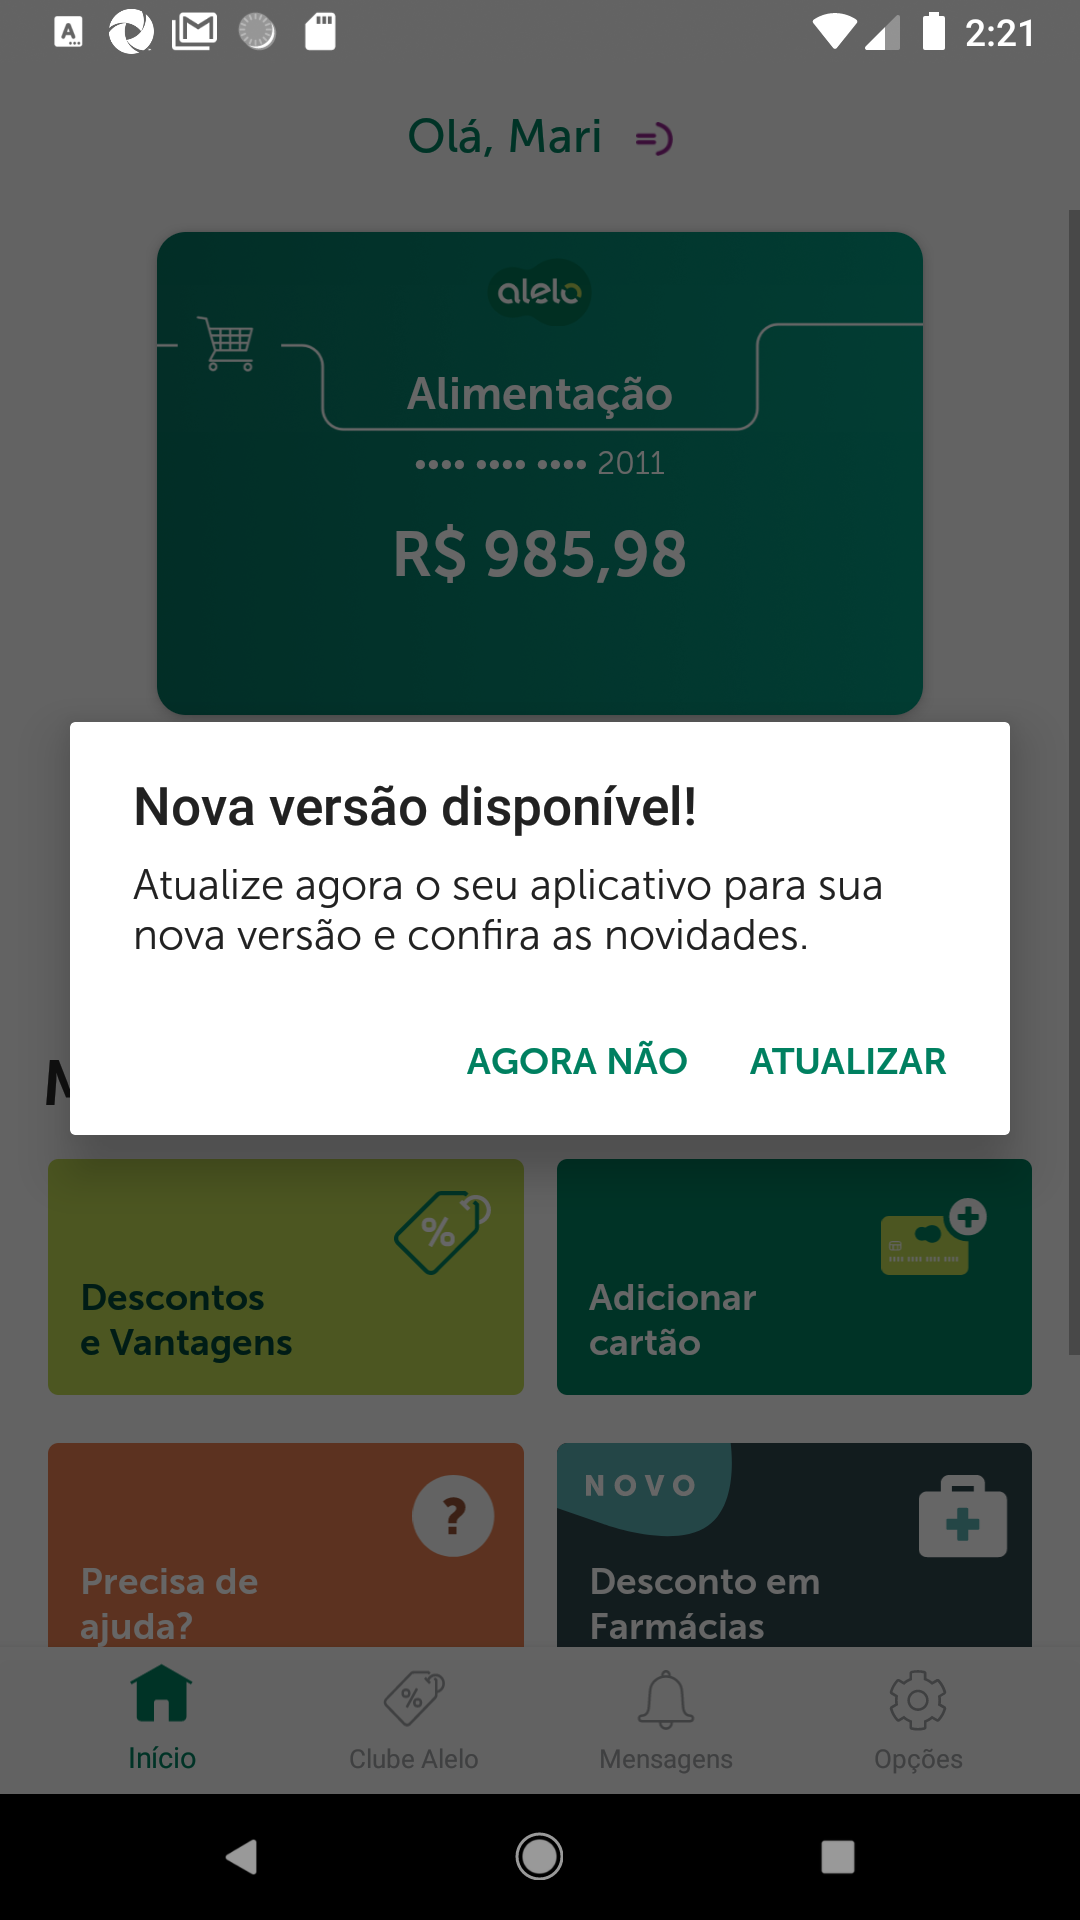 2:21
Olá, Mari
alelo
Alimentação
•••• •••• •••• 2011
R$ 985,98
Nova versão disponível!
Atualize agora o seu aplicativo para sua
nova versão e confira as novidades.
AGORA NÃO ATUALIZAR
Descontos
e Vantagens
Adicionar
cartão
Precisa de
ajuda?
NOVO
Desconto em
Farmácias
Início Clube Alelo Mensagens Opções